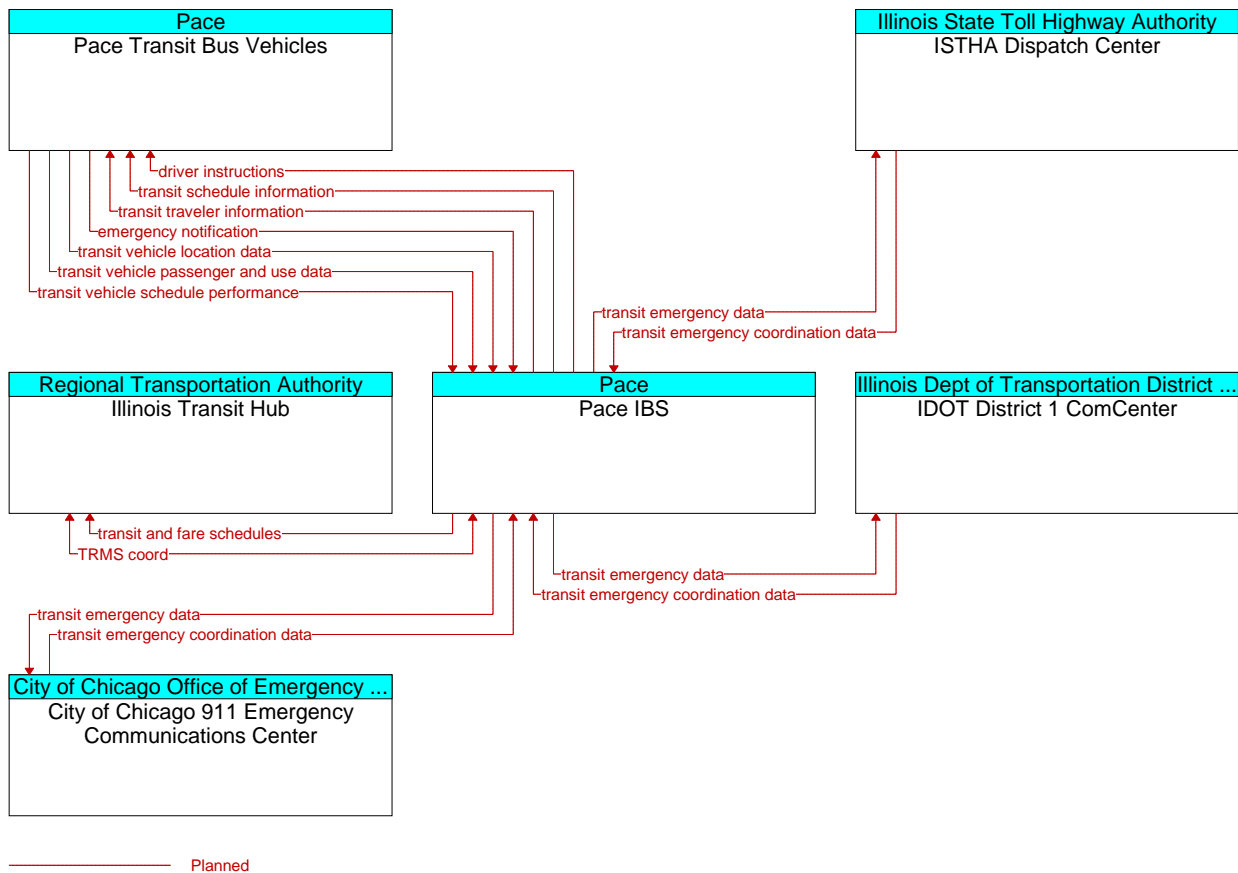 Pace
Pace Transit Bus Vehicles
Illinois State Toll Highway Authority
ISTHA Dispatch Center
driver instructions
transit schedule information
transit traveler information
emergency notification
transit vehicle location data
transit vehicle passenger and use data
transit vehicle schedule performance
transit emergency data
transit emergency coordination data
Regional Transportation Authority
Illinois Transit Hub
Pace
Pace IBS
Illinois Dept of Transportation District ...
IDOT District 1 ComCenter
transit and fare schedules
TRMS coord
transit emergency data
transit emergency coordination data
transit emergency data
transit emergency coordination data
City of Chicago Office of Emergency ...
City of Chicago 911 Emergency
Communications Center
Planned